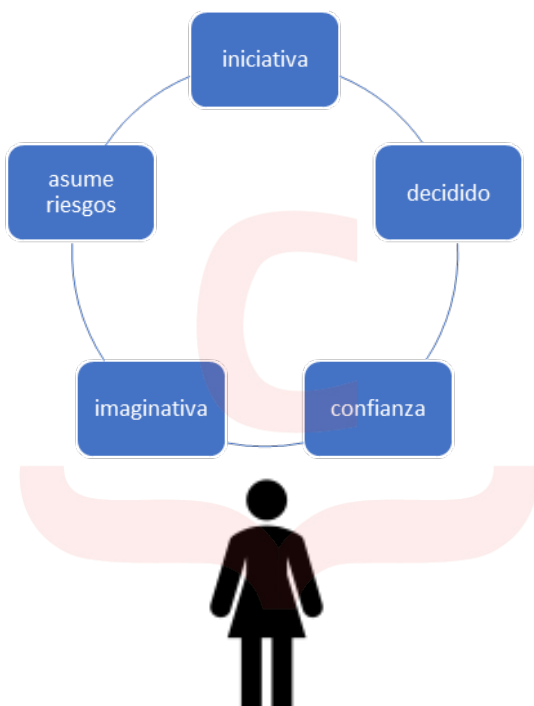 iniciativa
decidido
confianza
imaginativa
asume
riesgos
C